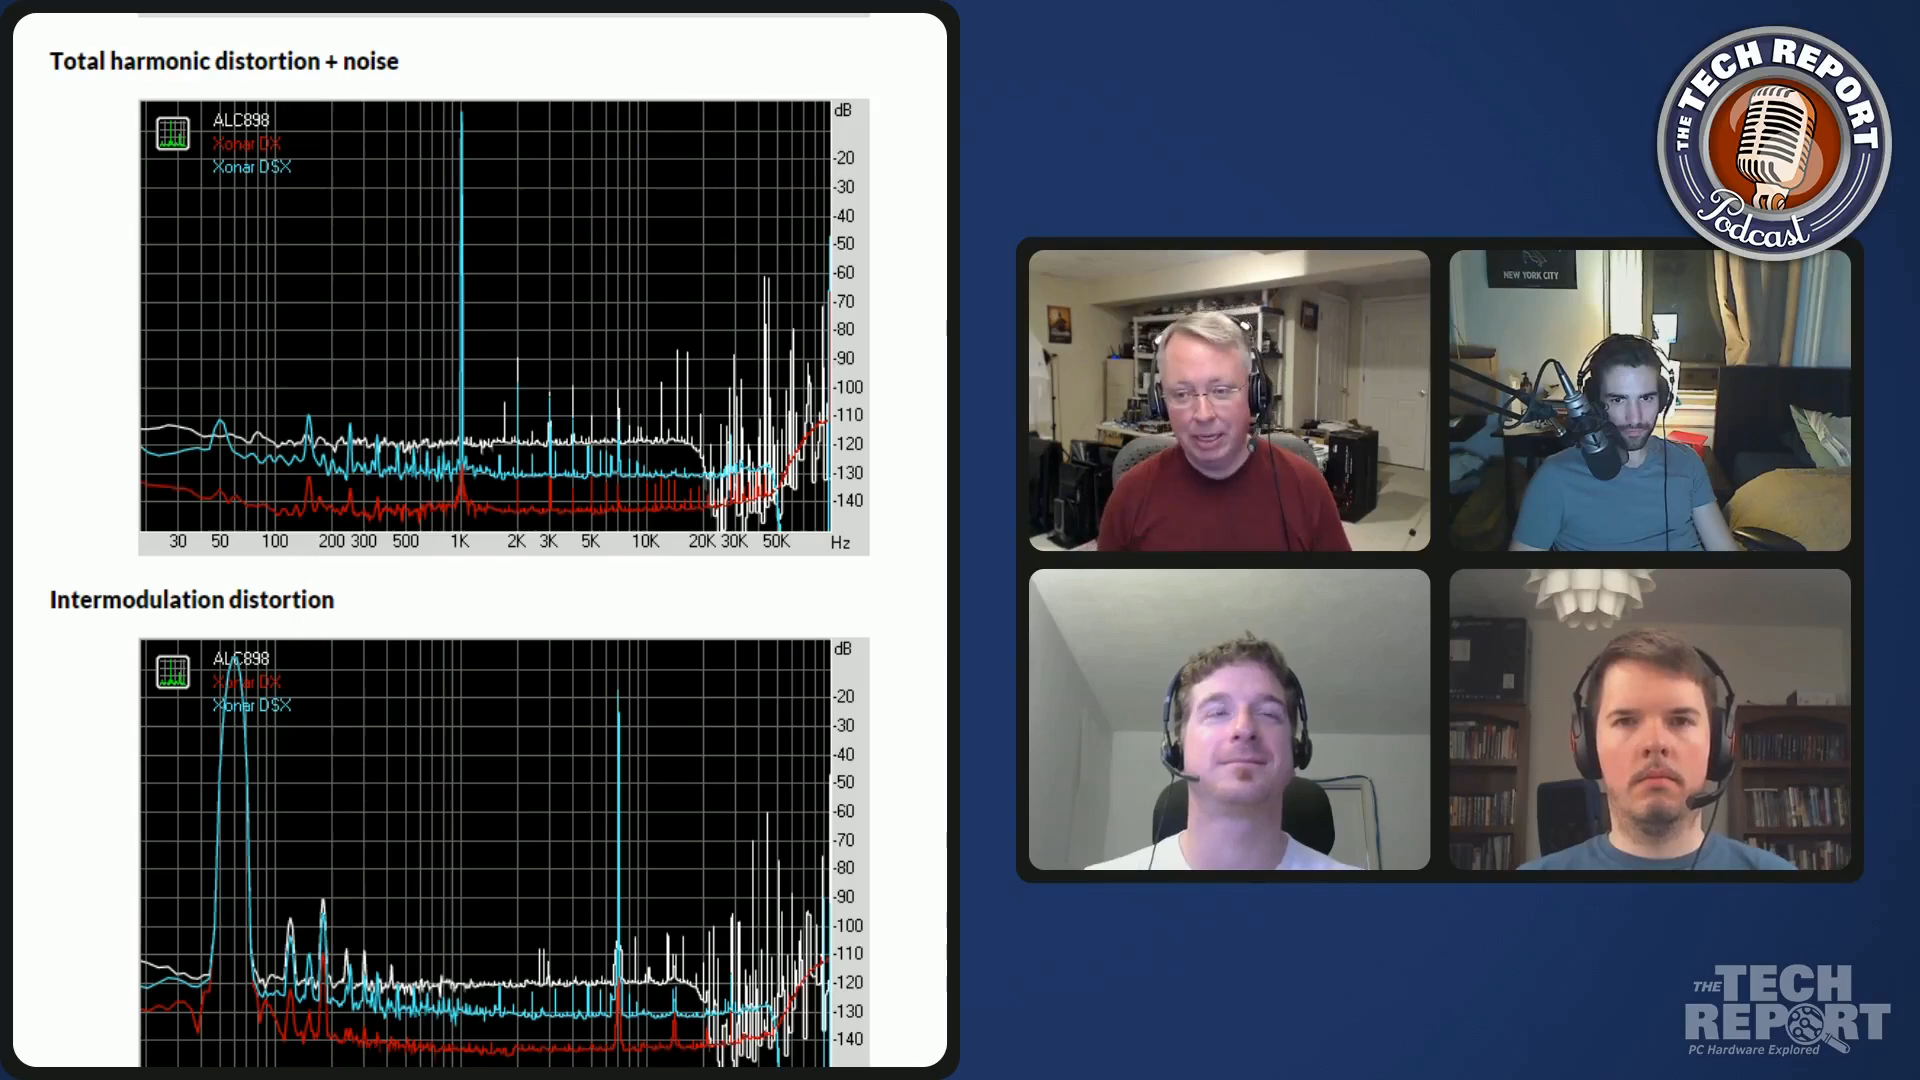 Total harmonic distortion + noise
ALC898
Xonar DX
Xonar DSX
dB
-20
-30
-40
-50
-60
-70
-80
-90
-100
-110
-120
-130
-140
30 50 100 200 300 500 1K 2K 3K 5K 10K 20K 30K 50K Hz
Intermodulation distortion
ALC898
Xonar DX
Xonar DSX
dB
-20
-30
-40
-50
-60
-70
-80
-90
-100
-110
-120
-130
-140
THE TECH REPORT
Podcast
NEW YORK CITY
THE TECH
REPORT
PC Hardware Explored